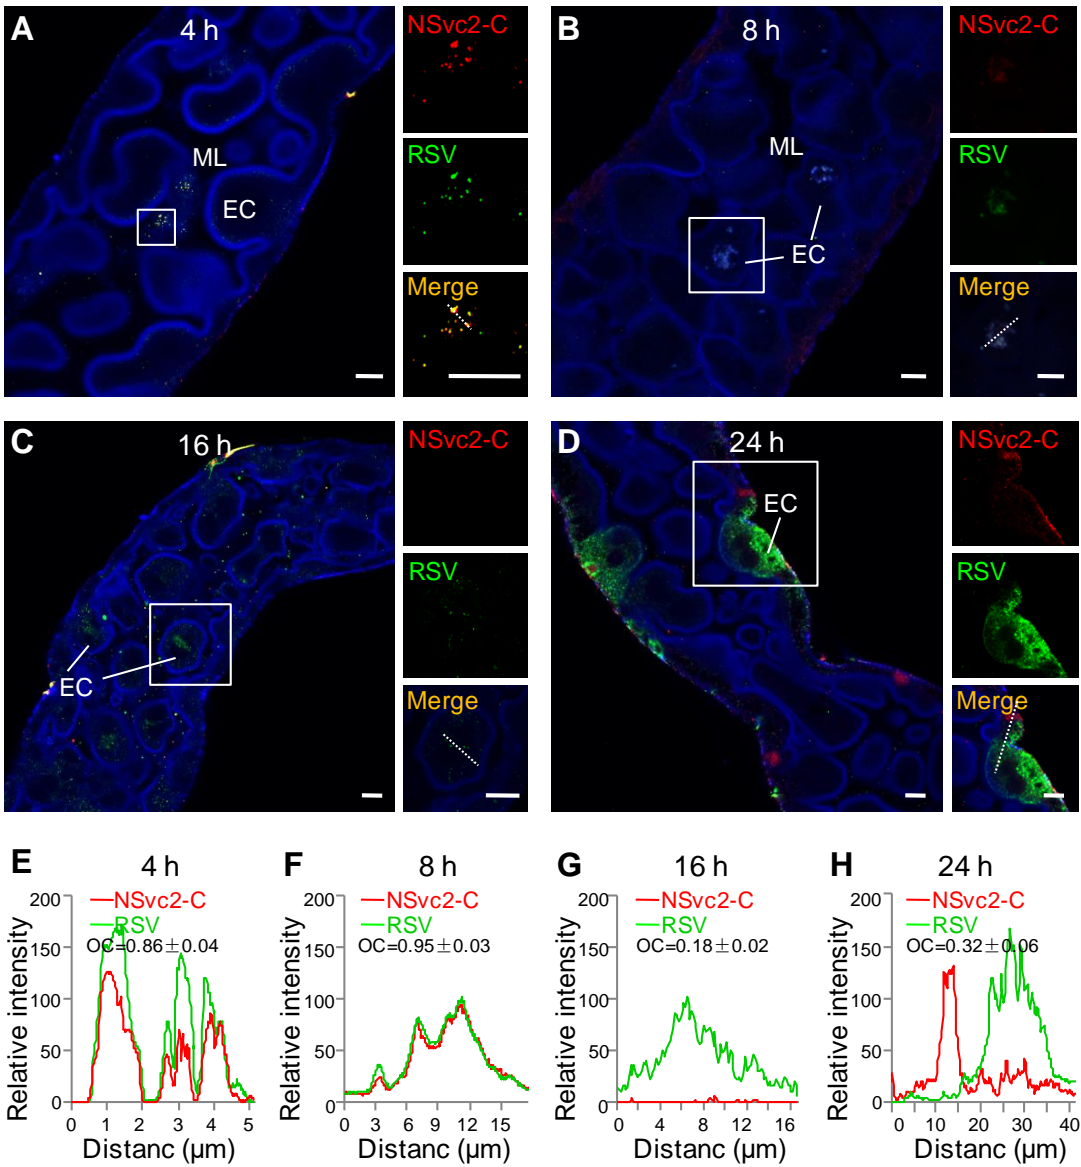 A
4 h
NSvc2-C
ML
RSV
EC
Merge
B
8 h
NSvc2-C
ML
RSV
EC
Merge
C
16 h
NSvc2-C
RSV
EC
Merge
D
24 h
NSvc2-C
EC
RSV
Merge
E
4 h
Relative intensity
200
150
100
50
0
NSvc2-C
RSV
OC=0.86±0.04
0 1 2 3 4 5
Distanc (µm)
F
8 h
Relative intensity
200
150
100
50
0
NSvc2-C
RSV
OC=0.95±0.03
0 3 6 9 12 15
Distanc (µm)
G
16 h
Relative intensity
200
150
100
50
0
NSvc2-C
RSV
OC=0.18±0.02
0 4 8 12 16
Distanc (µm)
H
24 h
Relative intensity
200
150
100
50
0
NSvc2-C
RSV
OC=0.32±0.06
0 10 20 30 40
Distanc (µm)